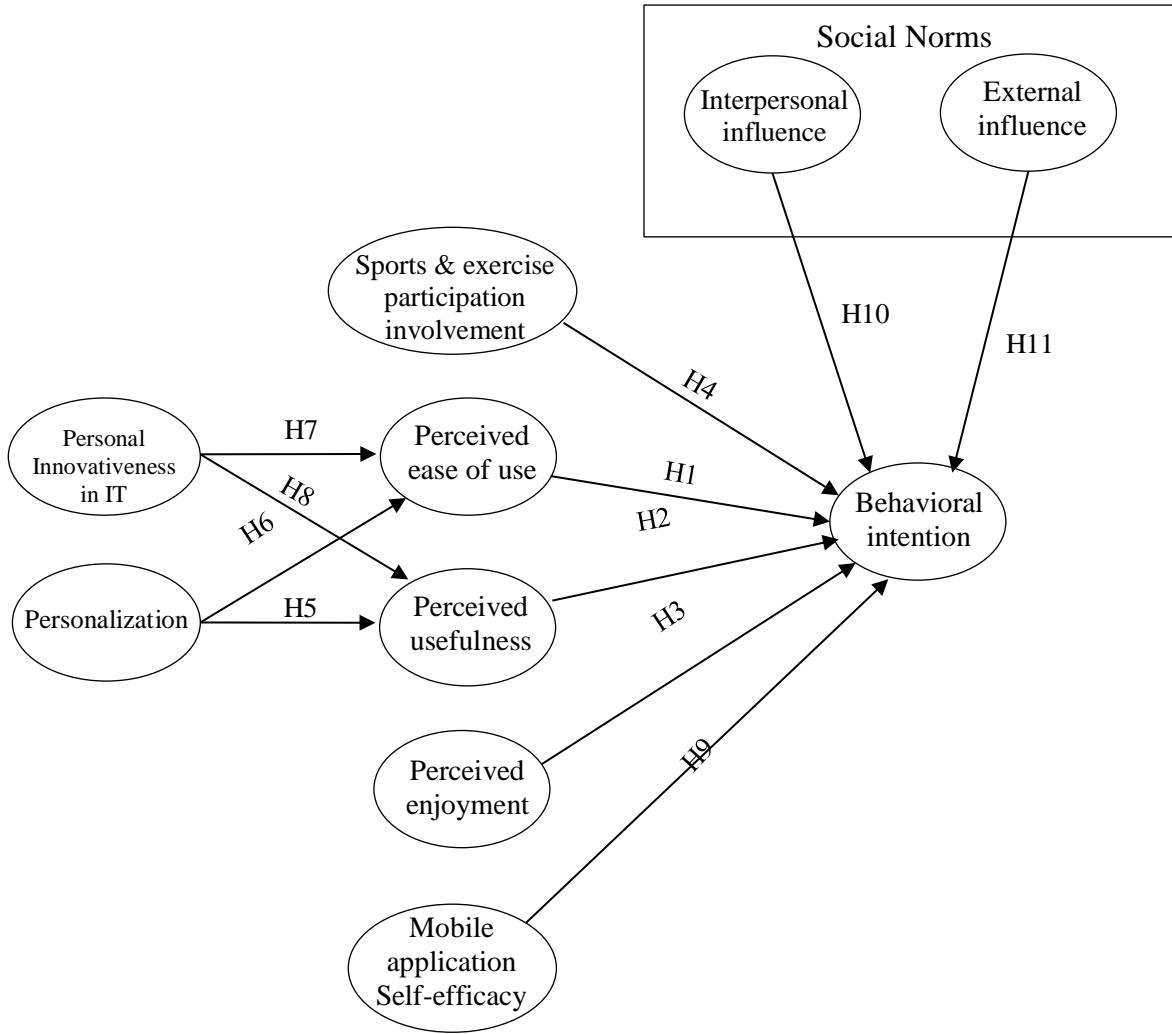 Social Norms
Interpersonal
influence
External
influence
Sports & exercise
participation
involvement
H10
H11
H4
Personal
Innovativeness
in IT
H7
Perceived
ease of use
H1
H8
H6
H2
Behavioral
intention
Personalization
H5
Perceived
usefulness
H3
Perceived
enjoyment
H9
Mobile
application
Self-efficacy